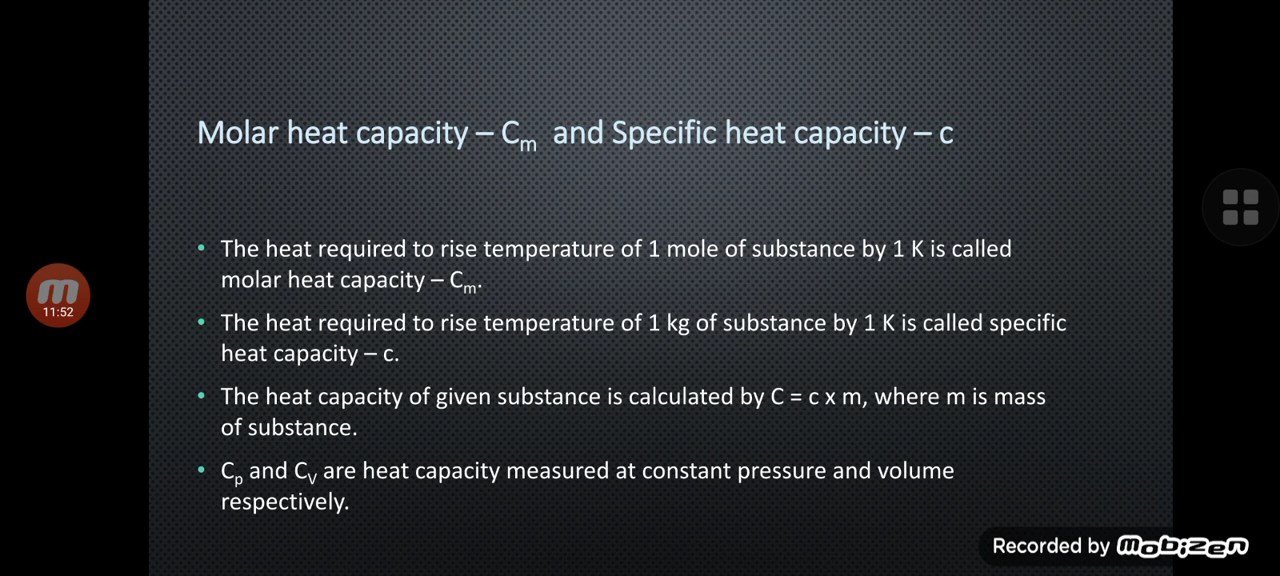 Molar heat capacity – Cm and Specific heat capacity – c
• The heat required to rise temperature of 1 mole of substance by 1 K is called
molar heat capacity – Cm.
• The heat required to rise temperature of 1 kg of substance by 1 K is called specific
heat capacity – c.
• The heat capacity of given substance is calculated by C = c x m, where m is mass
of substance.
• Cp and CV are heat capacity measured at constant pressure and volume
respectively.
m
11:52
Recorded by mobizen